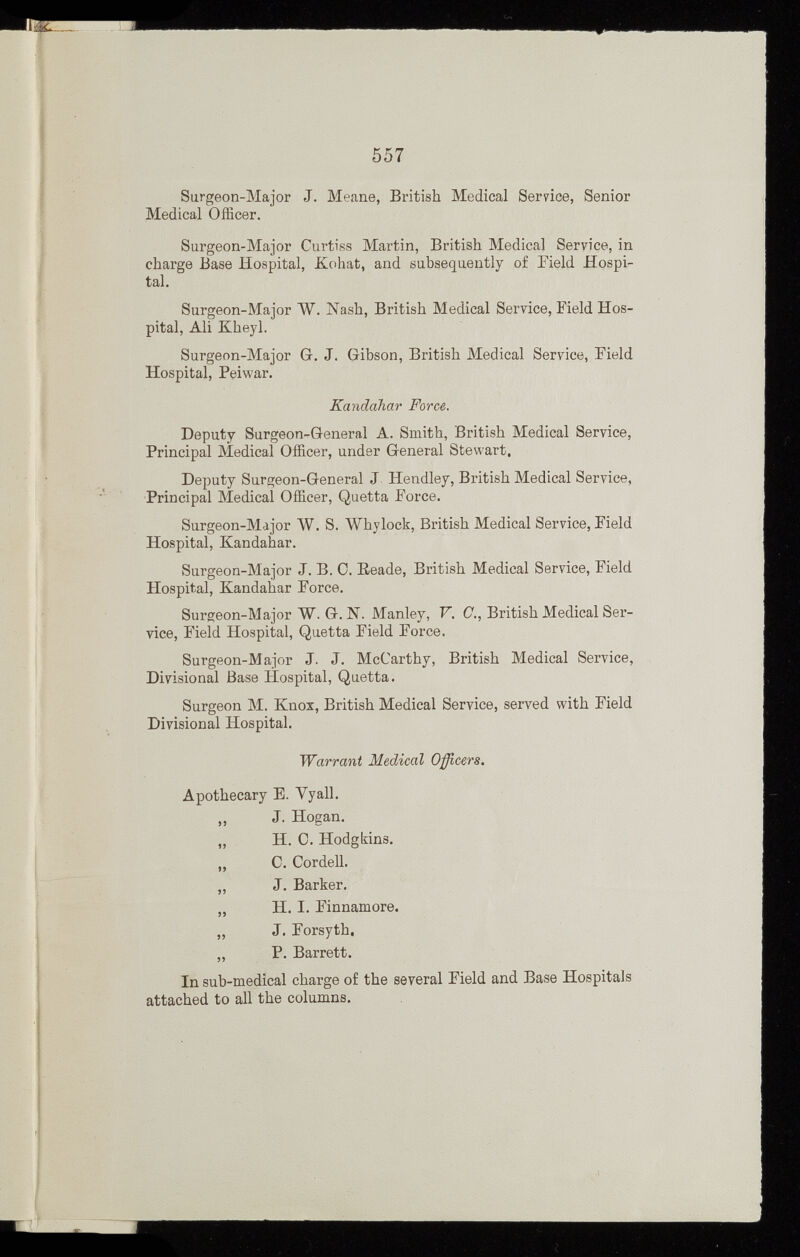 557
Surgeon-Major J. Meane, British Medical Service, Senior
Medical Officer.
Surgeon-Major Curtiss Martin, British Medical Service, in
charge Base Hospital, Kohat, and subsequently of Field Hospi-
tal.
Surgeon-Major W. Nash, British Medical Service, Field Hos-
pital, Ali Kheyl.
Surgeon-Major G. J. Gibson, British Medical Service, Field
Hospital, Peiwar.
Kandahar Force.
Deputy Surgeon-General A. Smith, British Medical Service,
Principal Medical Officer, under General Stewart,
Deputy Surgeon-General J Hendley, British Medical Service,
Principal Medical Officer, Quetta Force.
Surgeon-Major W. S. Whylock, British Medical Service, Field
Hospital, Kandahar.
Surgeon-Major J. B. C. Reade, British Medical Service, Field
Hospital, Kandahar Force.
Surgeon-Major W. G. N. Manley, V. C., British Medical Ser-
vice, Field Hospital, Quetta Field Force.
Surgeon-Major J. J. McCarthy, British Medical Service,
Divisional Base Hospital, Quetta.
Surgeon M. Knox, British Medical Service, served with Field
Divisional Hospital.
Warrant Medical Officers.
Apothecary E. Vyall.
„ J. Hogan.
„ H. C. Hodgkins.
„ C. Cordell.
„ J. Barker.
„ H. I. Finnamore.
„ J. Forsyth,
„ P. Barrett.
In sub-medical charge of the several Field and Base Hospitals
attached to all the columns.